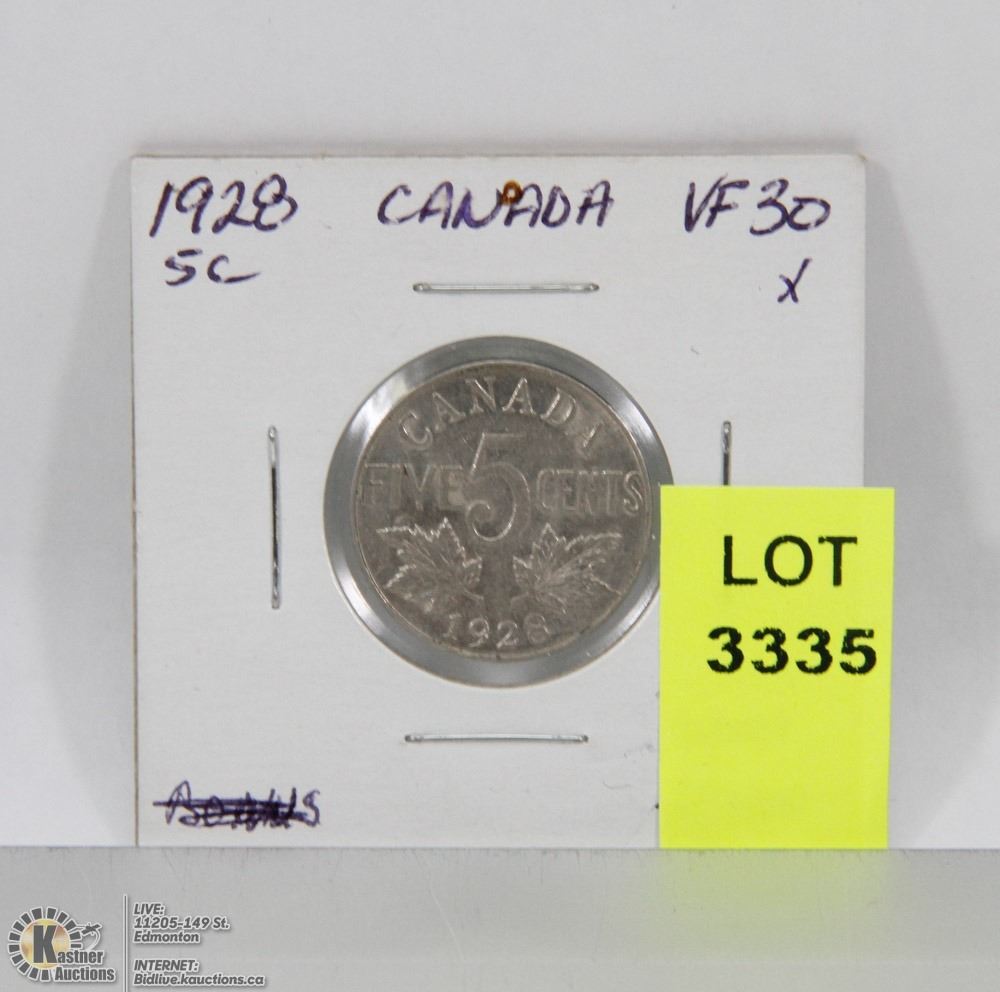 1928 CANADA VF30
5C X
CANADA
FIVE 5 CENTS
1928
LOT
3335
Kastner
Auctions
LIVE:
11205-149 St.
Edmonton
INTERNET:
Bidlive.kauctions.ca